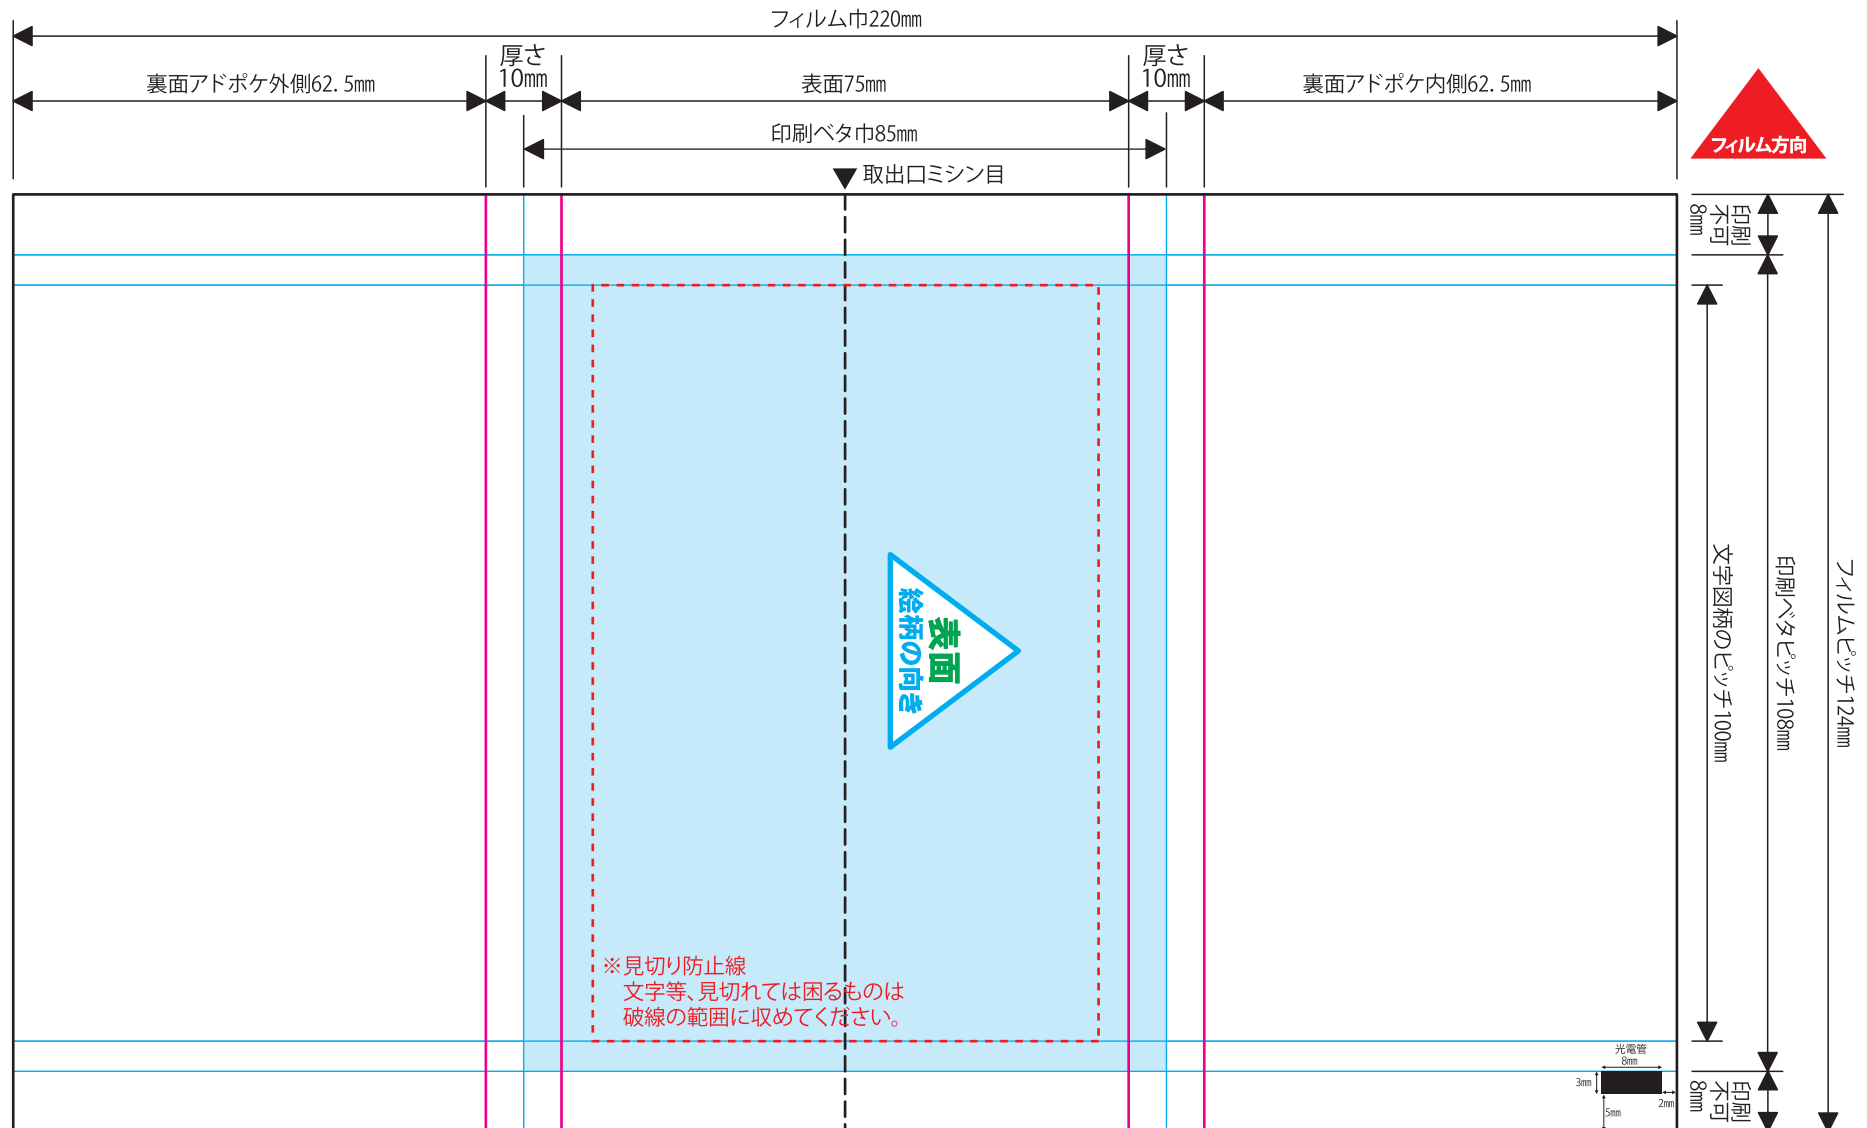 フィルム巾220mm
厚さ
10mm
厚さ
10mm
裏面アドポケ外側62.5mm
表面75mm
裏面アドポケ内側62.5mm
印刷ベタ巾85mm
取出口ミシン目
フィルム方向
印刷
不可
8mm
フィルムピッチ124mm
印刷ベタピッチ108mm
文字図柄のピッチ100mm
表面
絵柄の向き
※見切り防止線
文字等、見切れては困るものは
破線の範囲に収めてください。
光電管
8mm
3mm
2mm
5mm
印刷
不可
8mm